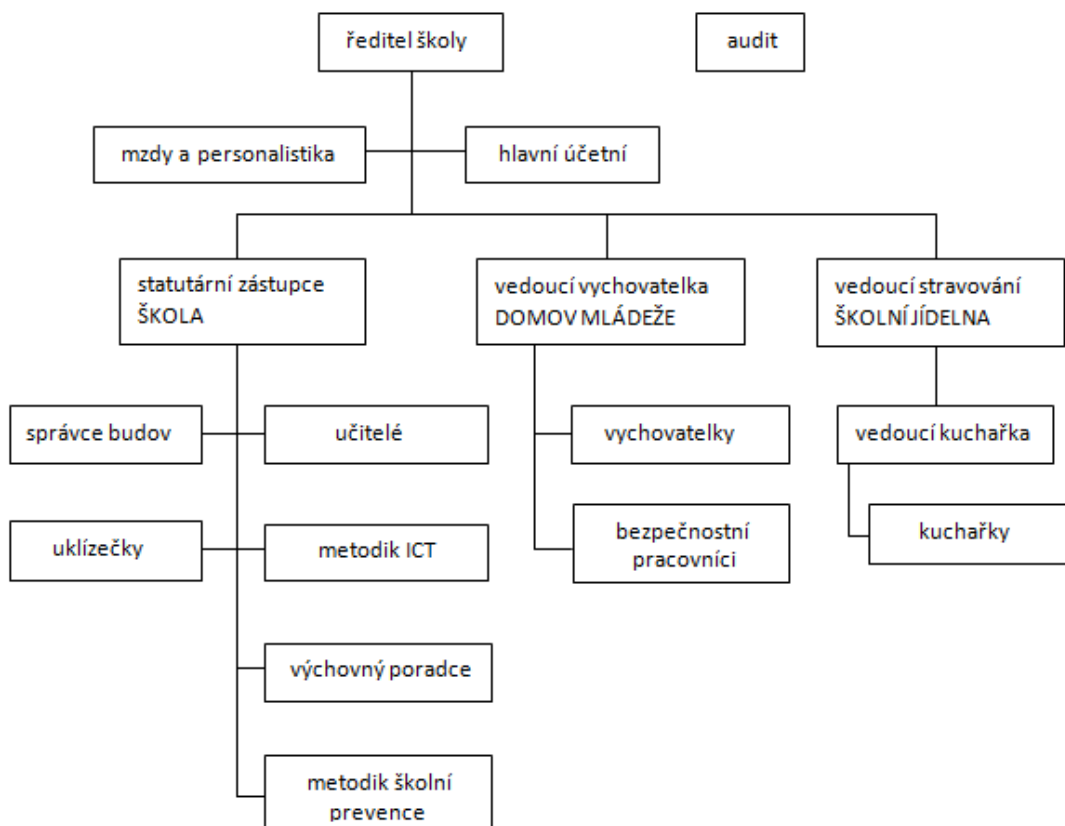 ředitel školy
audit
mzdy a personalistika
hlavní účetní
statutární zástupce
ŠKOLA
vedoucí vychovatelka
DOMOV MLÁDEŽE
vedoucí stravování
ŠKOLNÍ JÍDELNA
správce budov
učitelé
vychovatelky
vedoucí kuchařka
uklízečky
metodik ICT
bezpečnostní
pracovníci
kuchařky
výchovný poradce
metodik školní
prevence